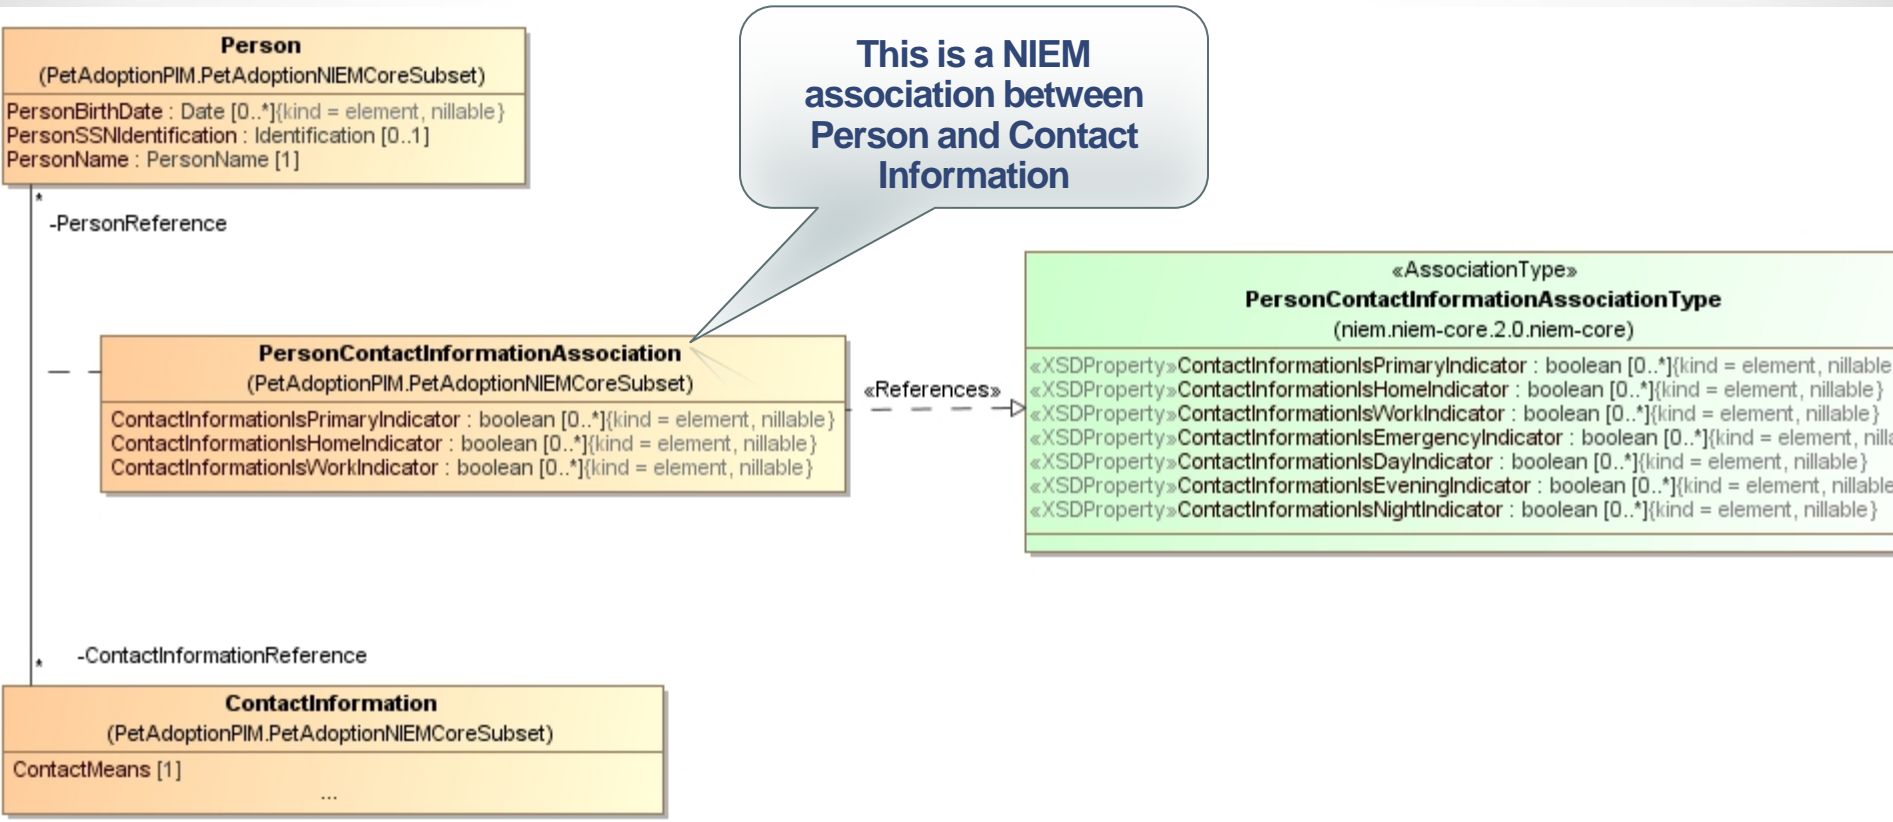 Person
(PetAdoptionPIM.PetAdoptionNIEMCoreSubset)
PersonBirthDate : Date [0..*]{kind = element, nillable}
PersonSSNIdentification : Identification [0..1]
PersonName : PersonName [1]
*
-PersonReference
This is a NIEM
association between
Person and Contact
Information
PersonContactInformationAssociation
(PetAdoptionPIM.PetAdoptionNIEMCoreSubset)
ContactInformationIsPrimaryIndicator : boolean [0..*]{kind = element, nillable}
ContactInformationIsHomeIndicator : boolean [0..*]{kind = element, nillable}
ContactInformationIsWorkIndicator : boolean [0..*]{kind = element, nillable}
«References»
«AssociationType»
PersonContactInformationAssociationType
(niem.niem-core.2.0.niem-core)
«XSDProperty»ContactInformationIsPrimaryIndicator : boolean [0..*]{kind = element, nillable
«XSDProperty»ContactInformationIsHomeIndicator : boolean [0..*]{kind = element, nillable}
«XSDProperty»ContactInformationIsWorkIndicator : boolean [0..*]{kind = element, nillable}
«XSDProperty»ContactInformationIsEmergencyIndicator : boolean [0..*]{kind = element, nilla
«XSDProperty»ContactInformationIsDayIndicator : boolean [0..*]{kind = element, nillable}
«XSDProperty»ContactInformationIsEveningIndicator : boolean [0..*]{kind = element, nillable
«XSDProperty»ContactInformationIsNightIndicator : boolean [0..*]{kind = element, nillable}
-ContactInformationReference
*
ContactInformation
(PetAdoptionPIM.PetAdoptionNIEMCoreSubset)
ContactMeans [1]
...